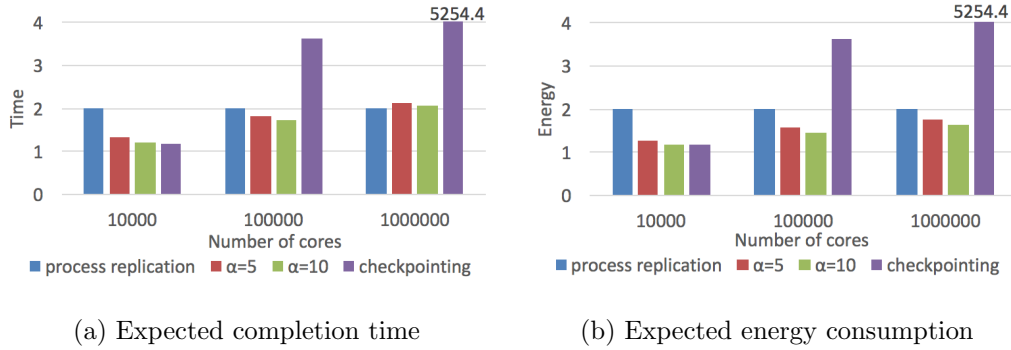 5254.4
4
3
2
1
0
Time
10000
100000
1000000
Number of cores
process replication α=5 α=10 checkpointing
(a) Expected completion time
5254.4
4
3
2
1
0
Energy
10000
100000
1000000
Number of cores
process replication α=5 α=10 checkpointing
(b) Expected energy consumption